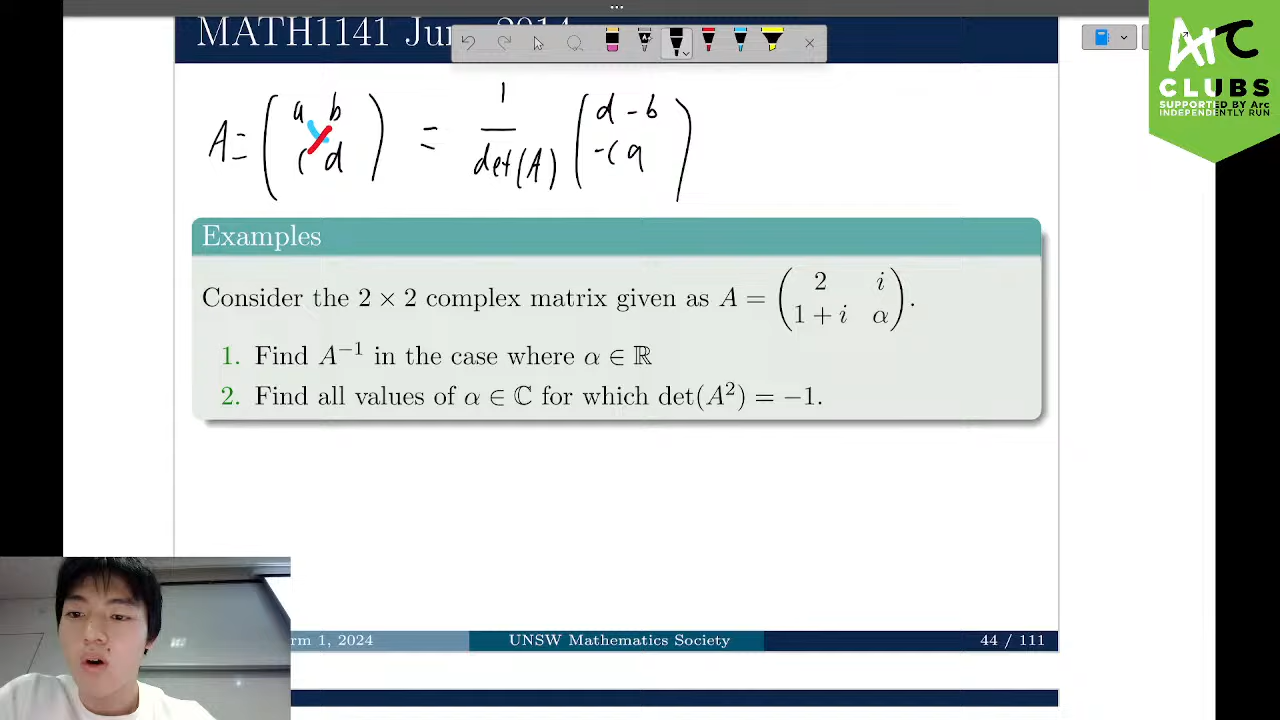 MATH1141 June 2014
A = ( a b c d ) = 1 / det(A) ( d -b -c a )
Examples
Consider the 2 × 2 complex matrix given as A = ( 2 i 1 + i α ).
1. Find A⁻¹ in the case where α ∈ ℝ
2. Find all values of α ∈ ℂ for which det(A²) = −1.
rm 1, 2024
UNSW Mathematics Society
44 / 111
Arc
CLUBS
SUPPORTED BY Arc
INDEPENDENTLY RUN